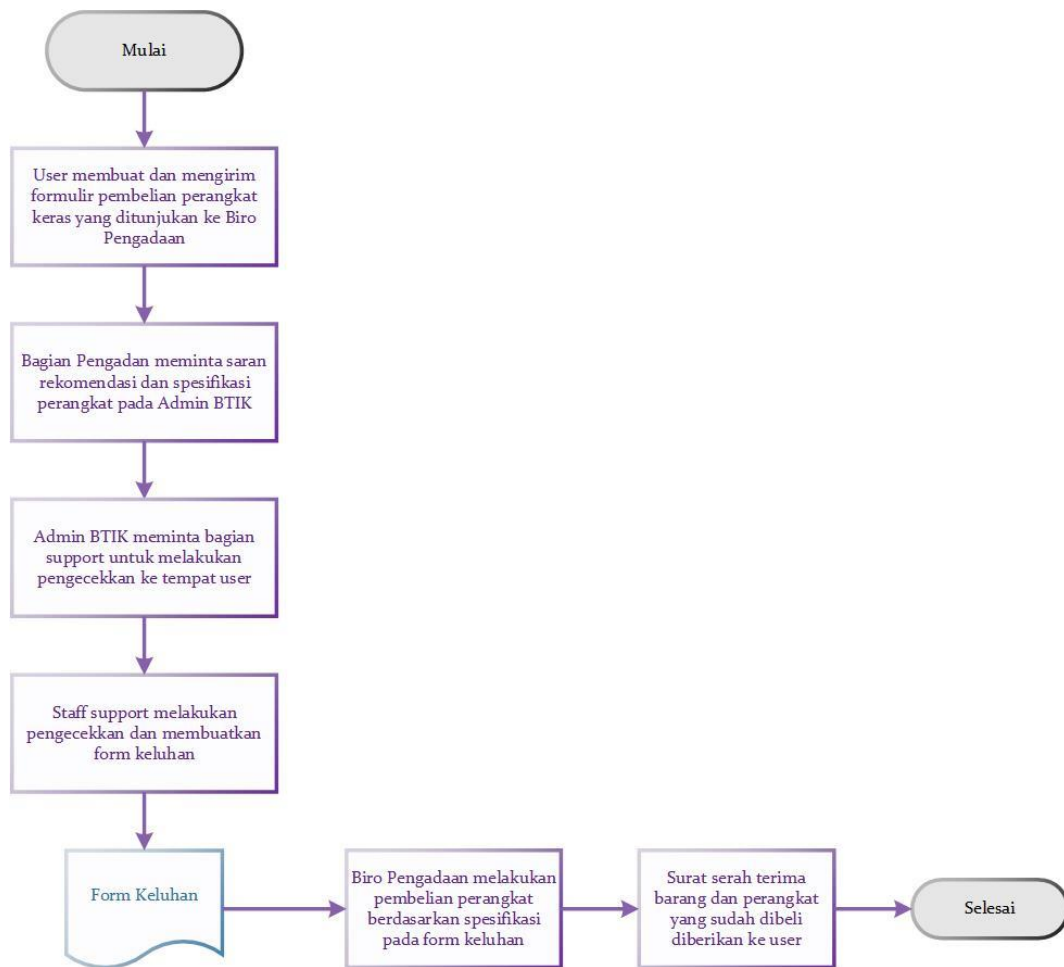 Mulai
User membuat dan mengirim
formulir pembelian perangkat
keras yang ditunjukan ke Biro
Pengadaan
Bagian Pengadan meminta saran
rekomendasi dan spesifikasi
perangkat pada Admin BTIK
Admin BTIK meminta bagian
support untuk melakukan
pengecekkan ke tempat user
Staff support melakukan
pengecekkan dan membuatkan
form keluhan
Form Keluhan
Biro Pengadaan melakukan
pembelian perangkat
berdasarkan spesifikasi
pada form keluhan
Surat serah terima
barang dan perangkat
yang sudah dibeli
diberikan ke user
Selesai